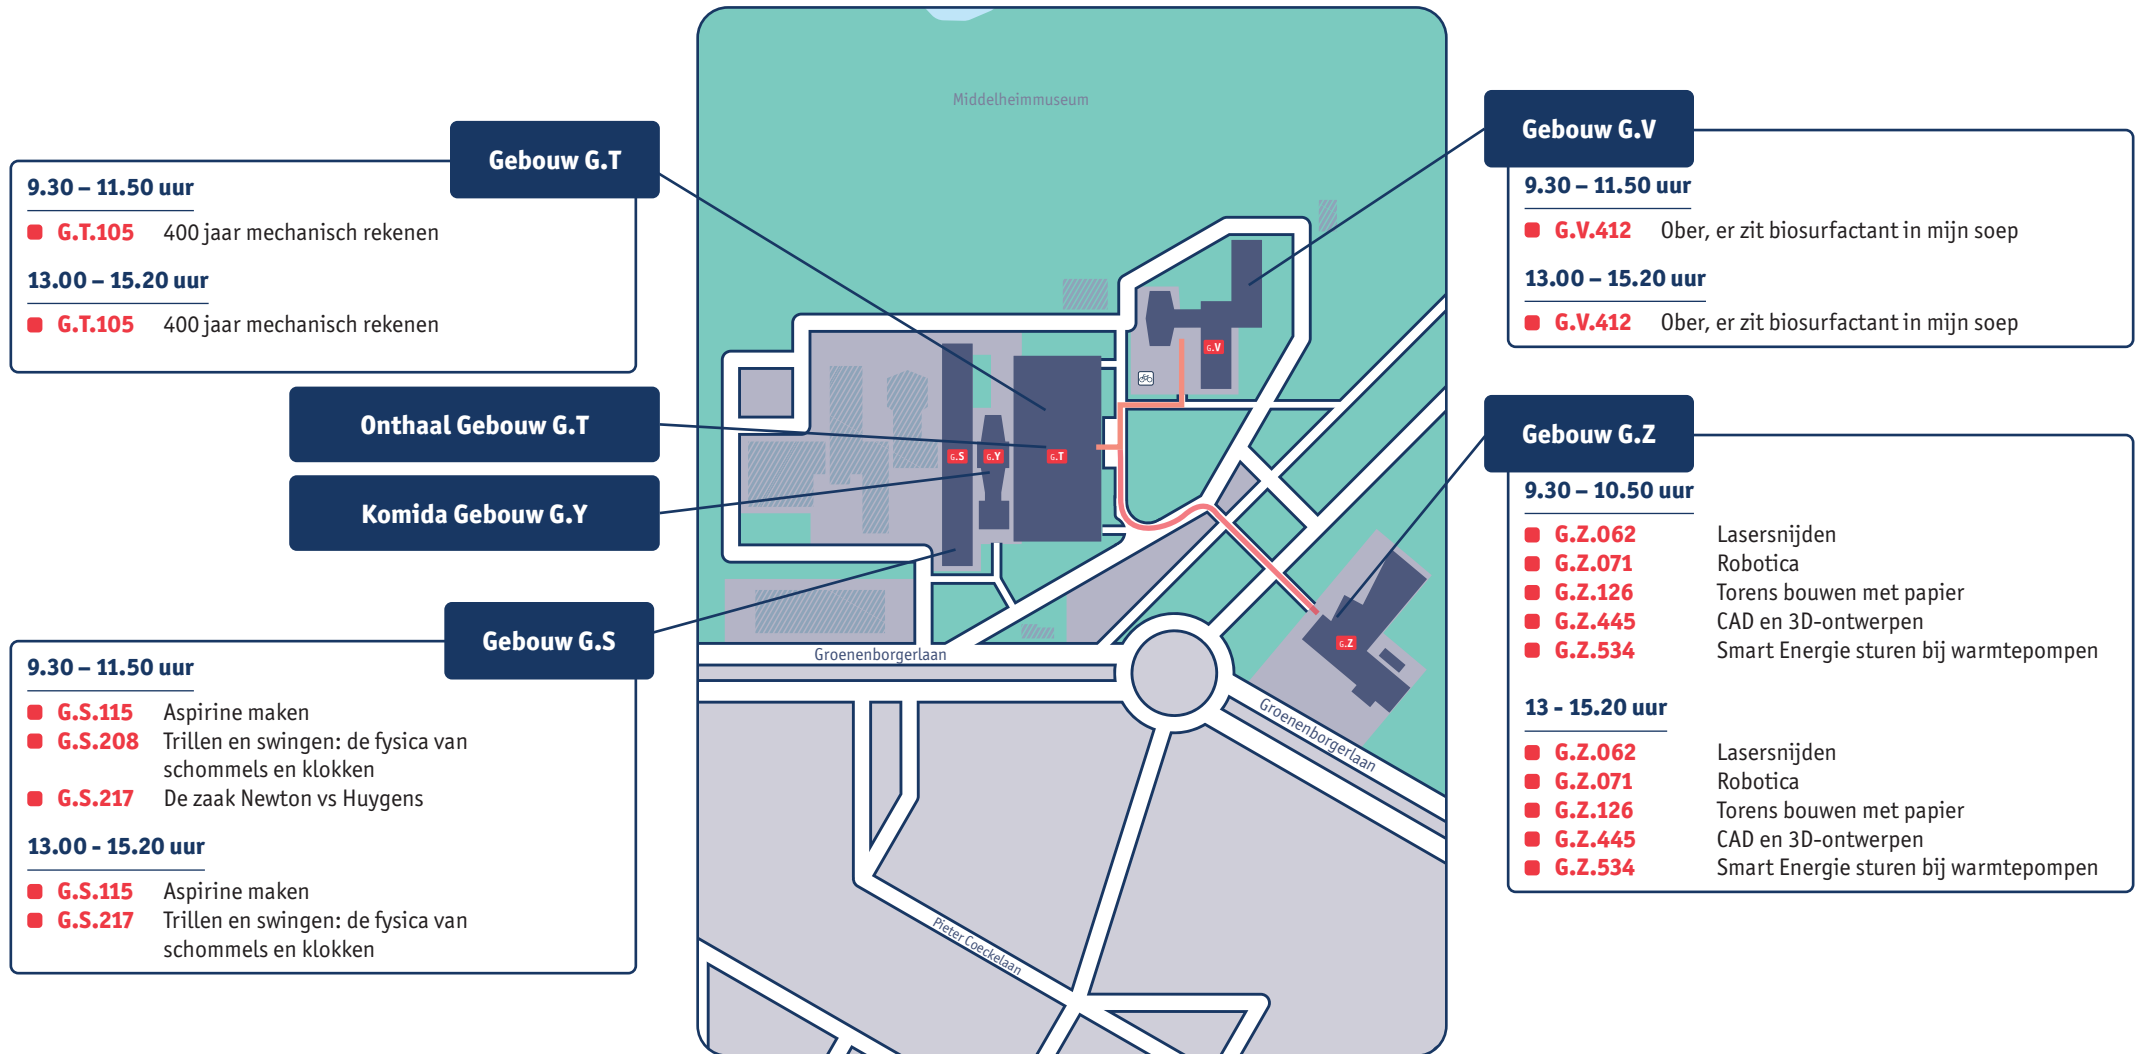 Gebouw G.T
9.30 – 11.50 uur
G.T.105 400 jaar mechanisch rekenen
13.00 – 15.20 uur
G.T.105 400 jaar mechanisch rekenen
Onthaal Gebouw G.T
Komida Gebouw G.Y
Gebouw G.S
9.30 – 11.50 uur
G.S.115 Aspirine maken
G.S.208 Trillen en swingen: de fysica van
schommels en klokken
G.S.217 De zaak Newton vs Huygens
13.00 - 15.20 uur
G.S.115 Aspirine maken
G.S.217 Trillen en swingen: de fysica van
schommels en klokken
Middelheimmuseum
G.V
G.S
G.Y
G.T
G.Z
Groenenborgerlaan
Groenenborgerlaan
Pieter Coeckelaan
Gebouw G.V
9.30 – 11.50 uur
G.V.412 Ober, er zit biosurfactant in mijn soep
13.00 – 15.20 uur
G.V.412 Ober, er zit biosurfactant in mijn soep
Gebouw G.Z
9.30 – 10.50 uur
G.Z.062 Lasersnijden
G.Z.071 Robotica
G.Z.126 Torens bouwen met papier
G.Z.445 CAD en 3D-ontwerpen
G.Z.534 Smart Energie sturen bij warmtepompen
13 - 15.20 uur
G.Z.062 Lasersnijden
G.Z.071 Robotica
G.Z.126 Torens bouwen met papier
G.Z.445 CAD en 3D-ontwerpen
G.Z.534 Smart Energie sturen bij warmtepompen